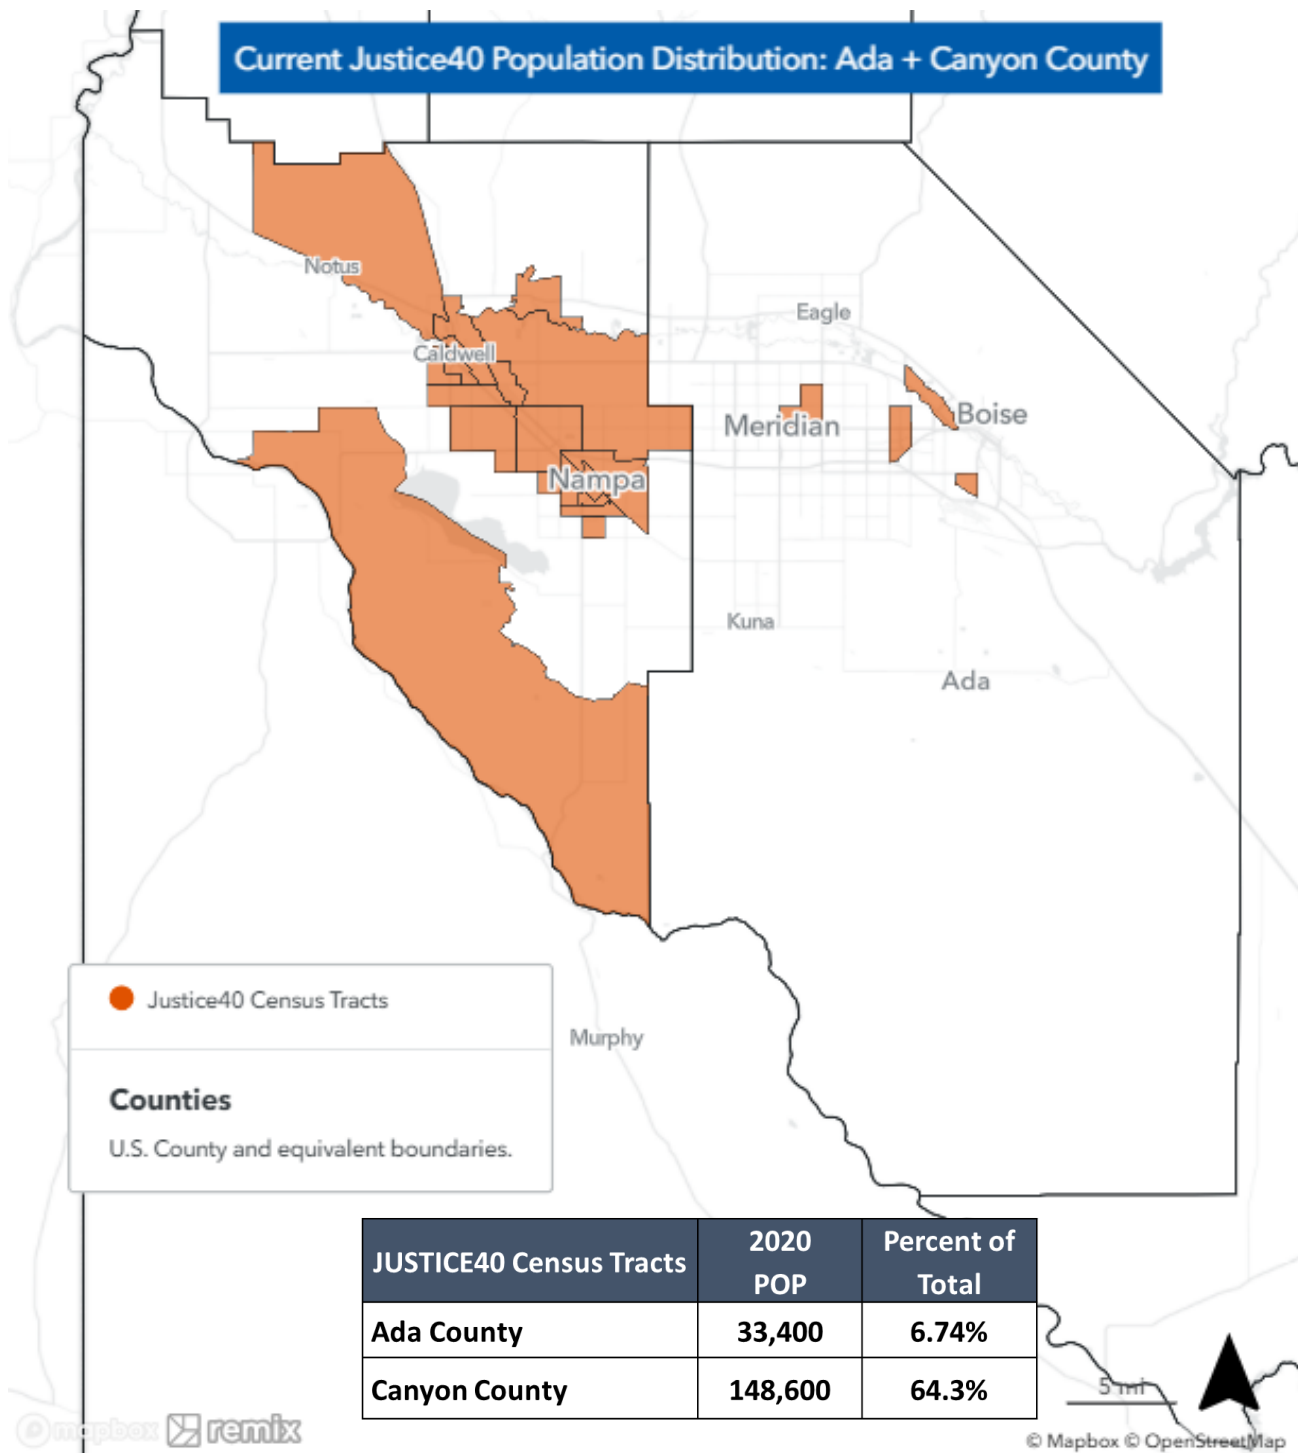 Current Justice40 Population Distribution: Ada + Canyon County
Notus
Eagle
Caldwell
Boise
Meridian
Nampa
Kuna
Ada
Justice40 Census Tracts
Murphy
Counties
U.S. County and equivalent boundaries.
JUSTICE40 Census Tracts
2020
POP
Percent of
Total
Ada County
33,400
6.74%
Canyon County
148,600
64.3%
5 mi
mapbox
remix
© Mapbox © OpenStreetMap